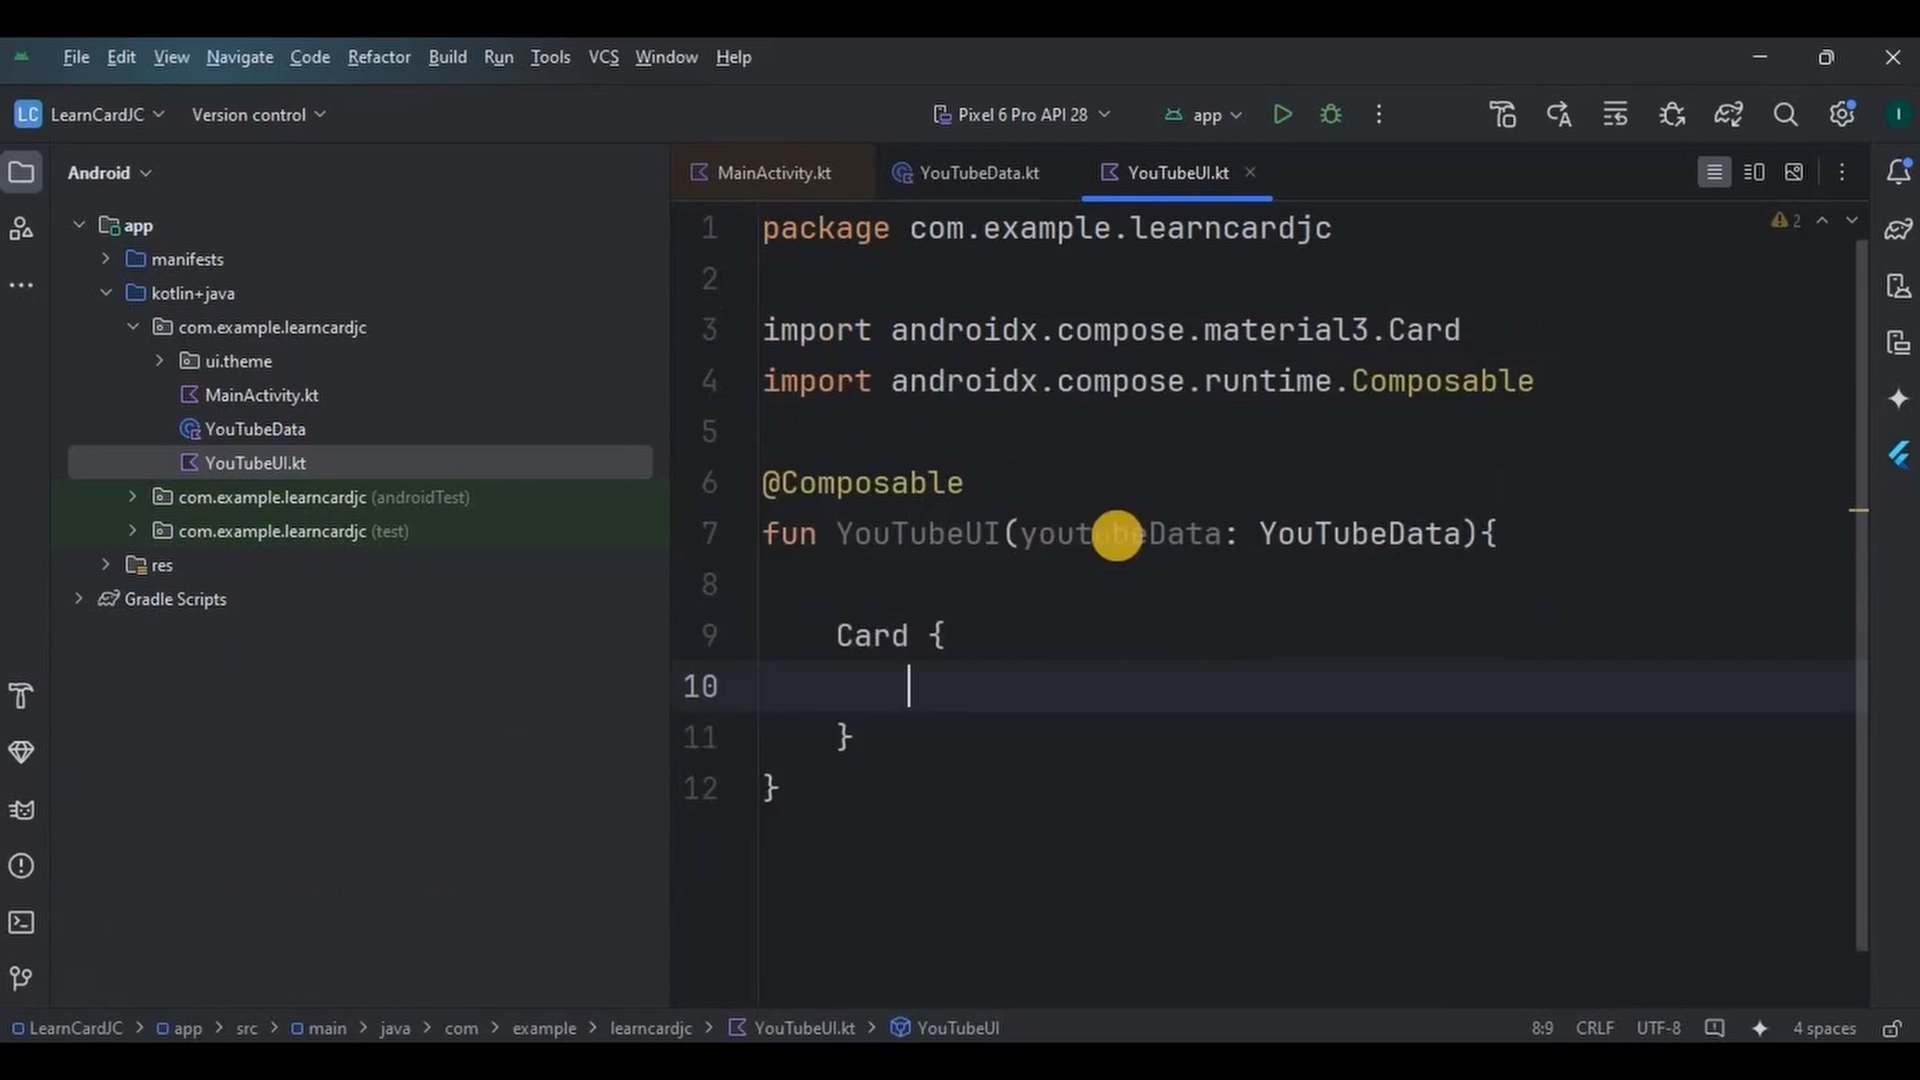 File Edit View Navigate Code Refactor Build Run Tools VCS Window Help
LC LearnCardJC Version control Pixel 6 Pro API 28 app I
Android
MainActivity.kt YouTubeData.kt YouTubeUI.kt
app
manifests
kotlin+java
com.example.learncardjc
ui.theme
MainActivity.kt
YouTubeData
YouTubeUI.kt
com.example.learncardjc (androidTest)
com.example.learncardjc (test)
res
Gradle Scripts
2
1 package com.example.learncardjc
2
3 import androidx.compose.material3.Card
4 import androidx.compose.runtime.Composable
5
6 @Composable
7 fun YouTubeUI(youtubeData: YouTubeData){
8
9 Card {
10
11 }
12 }
LearnCardJC > app > src > main > java > com > example > learncardjc > YouTubeUI.kt > YouTubeUI 8:9 CRLF UTF-8 4 spaces